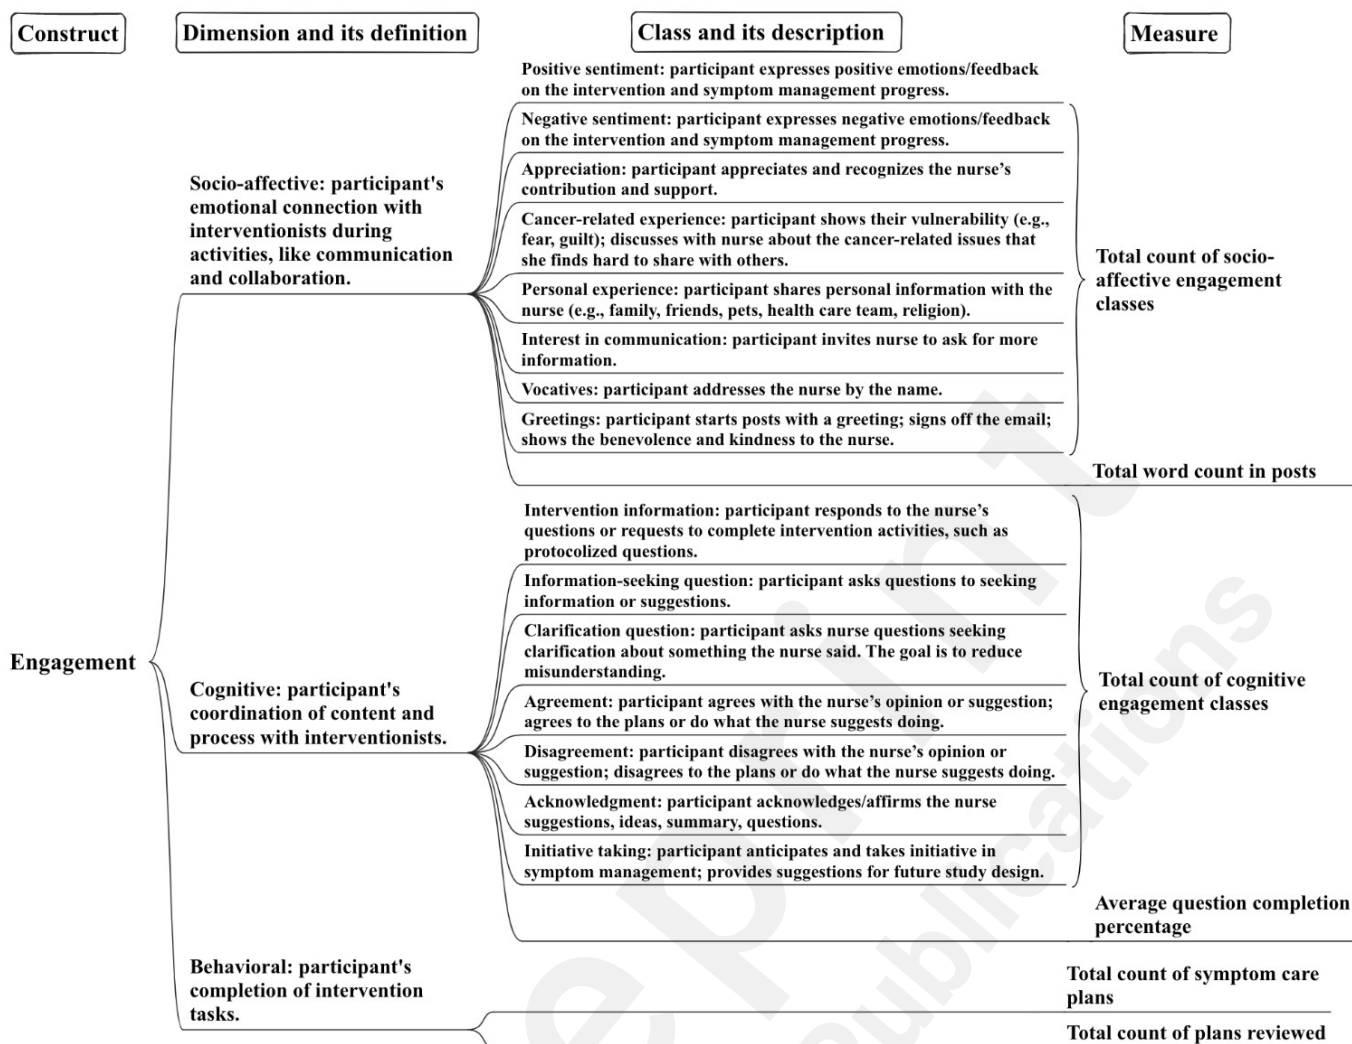 Construct
Dimension and its definition
Class and its description
Measure
Engagement
Socio-affective: participant's
emotional connection with
interventionists during
activities, like communication
and collaboration.
Positive sentiment: participant expresses positive emotions/feedback
on the intervention and symptom management progress.
Negative sentiment: participant expresses negative emotions/feedback
on the intervention and symptom management progress.
Appreciation: participant appreciates and recognizes the nurse’s
contribution and support.
Cancer-related experience: participant shows their vulnerability (e.g.,
fear, guilt); discusses with nurse about the cancer-related issues that
she finds hard to share with others.
Personal experience: participant shares personal information with the
nurse (e.g., family, friends, pets, health care team, religion).
Interest in communication: participant invites nurse to ask for more
information.
Vocatives: participant addresses the nurse by the name.
Greetings: participant starts posts with a greeting; signs off the email;
shows the benevolence and kindness to the nurse.
Total count of socio-
affective engagement
classes
Total word count in posts
Cognitive: participant's
coordination of content and
process with interventionists.
Intervention information: participant responds to the nurse’s
questions or requests to complete intervention activities, such as
protocolized questions.
Information-seeking question: participant asks questions to seeking
information or suggestions.
Clarification question: participant asks nurse questions seeking
clarification about something the nurse said. The goal is to reduce
misunderstanding.
Agreement: participant agrees with the nurse’s opinion or suggestion;
agrees to the plans or do what the nurse suggests doing.
Disagreement: participant disagrees with the nurse’s opinion or
suggestion; disagrees to the plans or do what the nurse suggests doing.
Acknowledgment: participant acknowledges/affirms the nurse
suggestions, ideas, summary, questions.
Initiative taking: participant anticipates and takes initiative in
symptom management; provides suggestions for future study design.
Total count of cognitive
engagement classes
Average question completion
percentage
Behavioral: participant's
completion of intervention
tasks.
Total count of symptom care
plans
Total count of plans reviewed
eprint
Publications